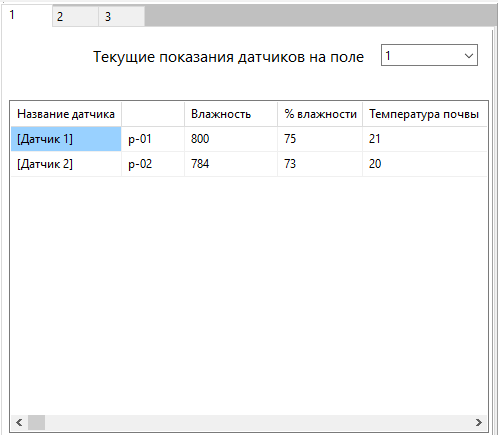 1 2 3
Текущие показания датчиков на поле 1
Название датчика Влажность % влажности Температура почвы
[Датчик 1] p-01 800 75 21
[Датчик 2] p-02 784 73 20